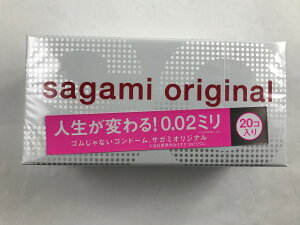 sagami original
人生が変わる!0.02ミリ
20コ
入り
ゴムじゃないコンドーム、サガミオリジナル